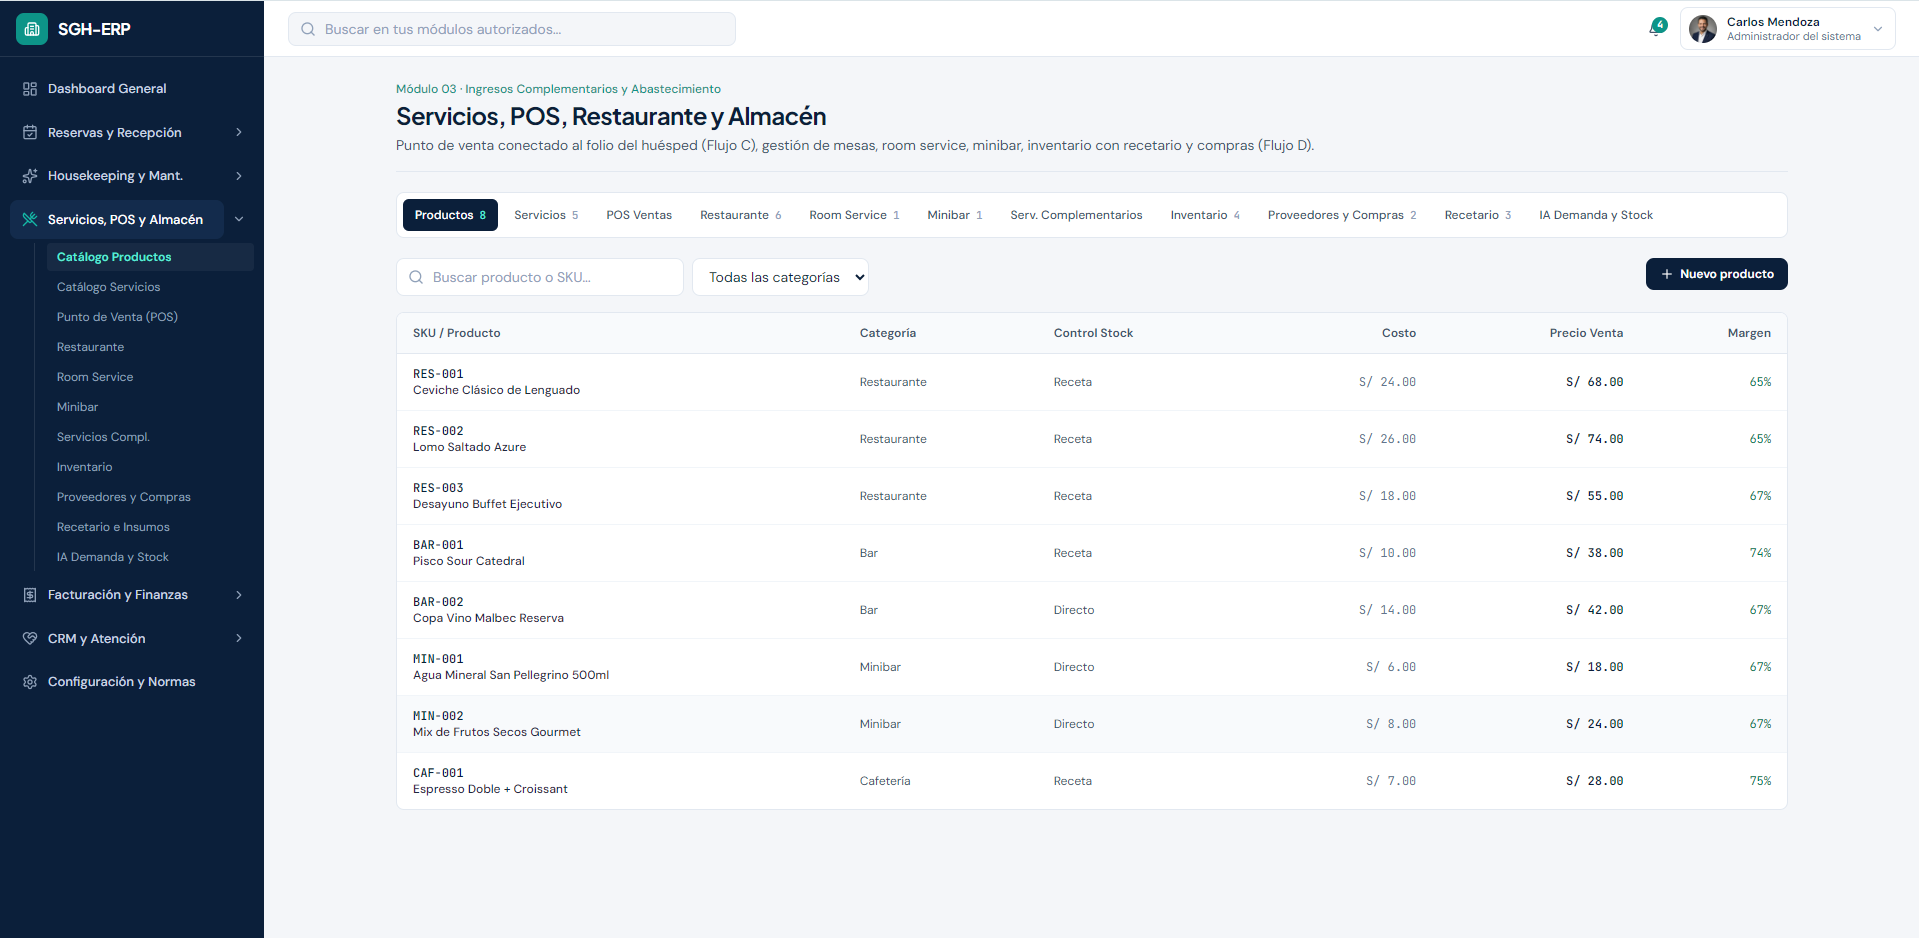 SGH-ERP
Buscar en tus módulos autorizados...
4
Carlos Mendoza
Administrador del sistema
Dashboard General
Reservas y Recepción
Housekeeping y Mant.
Servicios, POS y Almacén
Catálogo Productos
Catálogo Servicios
Punto de Venta (POS)
Restaurante
Room Service
Minibar
Servicios Compl.
Inventario
Proveedores y Compras
Recetario e Insumos
IA Demanda y Stock
Facturación y Finanzas
CRM y Atención
Configuración y Normas
Módulo 03 · Ingresos Complementarios y Abastecimiento
Servicios, POS, Restaurante y Almacén
Punto de venta conectado al folio del huésped (Flujo C), gestión de mesas, room service, minibar, inventario con recetario y compras (Flujo D).
Productos 8 Servicios 5 POS Ventas Restaurante 6 Room Service 1 Minibar 1 Serv. Complementarios Inventario 4 Proveedores y Compras 2 Recetario 3 IA Demanda y Stock
Buscar producto o SKU... Todas las categorías + Nuevo producto
SKU / Producto Categoría Control Stock Costo Precio Venta Margen
RES-001
Ceviche Clásico de Lenguado
Restaurante Receta S/ 24.00 S/ 68.00 65%
RES-002
Lomo Saltado Azure
Restaurante Receta S/ 26.00 S/ 74.00 65%
RES-003
Desayuno Buffet Ejecutivo
Restaurante Receta S/ 18.00 S/ 55.00 67%
BAR-001
Pisco Sour Catedral
Bar Receta S/ 10.00 S/ 38.00 74%
BAR-002
Copa Vino Malbec Reserva
Bar Directo S/ 14.00 S/ 42.00 67%
MIN-001
Agua Mineral San Pellegrino 500ml
Minibar Directo S/ 6.00 S/ 18.00 67%
MIN-002
Mix de Frutos Secos Gourmet
Minibar Directo S/ 8.00 S/ 24.00 67%
CAF-001
Espresso Doble + Croissant
Cafetería Receta S/ 7.00 S/ 28.00 75%